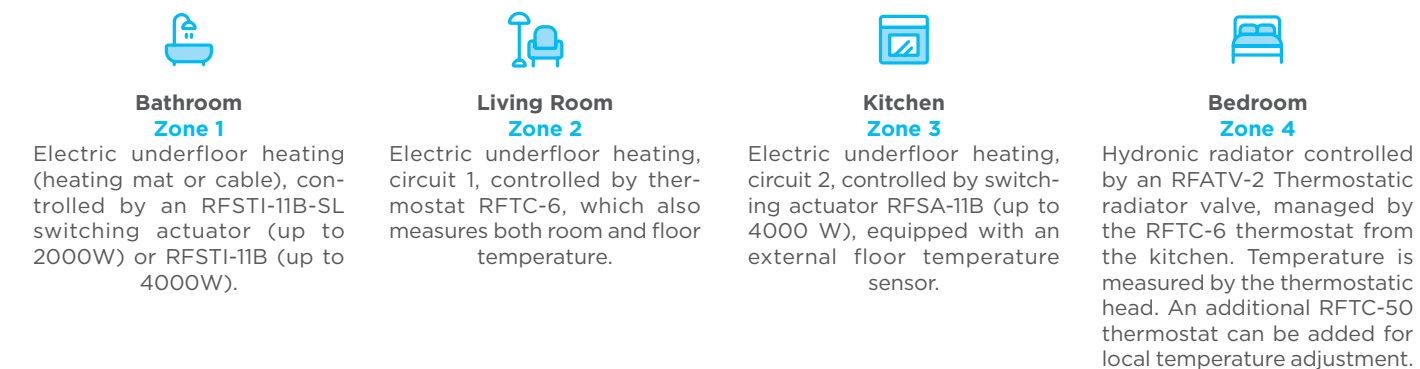 Bathroom
Zone 1
Electric underfloor heating
(heating mat or cable), con-
trolled by an RFSTI-11B-SL
switching actuator (up to
2000W) or RFSTI-11B (up to
4000W).
Living Room
Zone 2
Electric underfloor heating,
circuit 1, controlled by ther-
mostat RFTC-6, which also
measures both room and floor
temperature.
Kitchen
Zone 3
Electric underfloor heating,
circuit 2, controlled by switch-
ing actuator RFSA-11B (up to
4000 W), equipped with an
external floor temperature
sensor.
Bedroom
Zone 4
Hydronic radiator controlled
by an RFATV-2 Thermostatic
radiator valve, managed by
the RFTC-6 thermostat from
the kitchen. Temperature is
measured by the thermostatic
head. An additional RFTC-50
thermostat can be added for
local temperature adjustment.